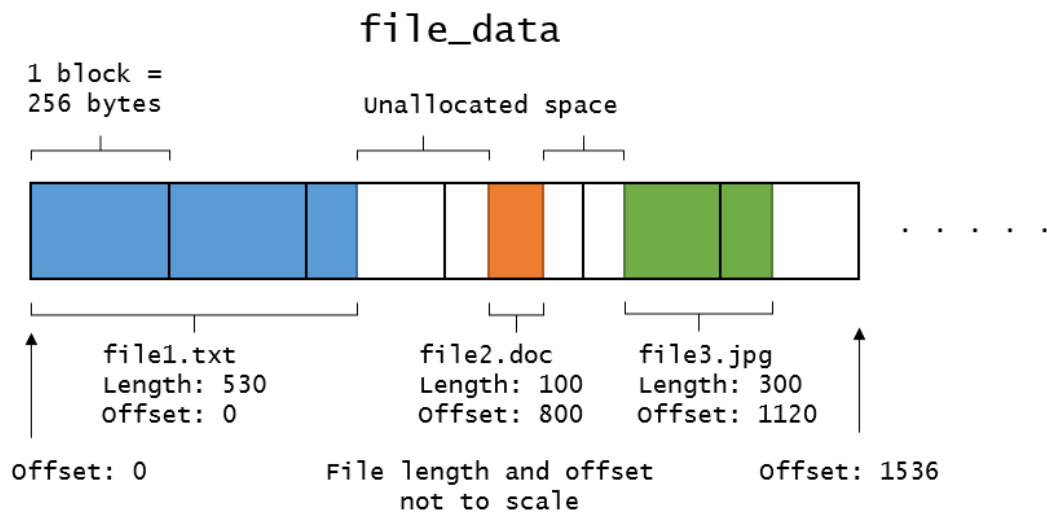 file_data
1 block =
256 bytes
Unallocated space
file1.txt
Length: 530
Offset: 0
file2.doc
Length: 100
Offset: 800
file3.jpg
Length: 300
Offset: 1120
Offset: 0
File length and offset
not to scale
Offset: 1536
. . . . .